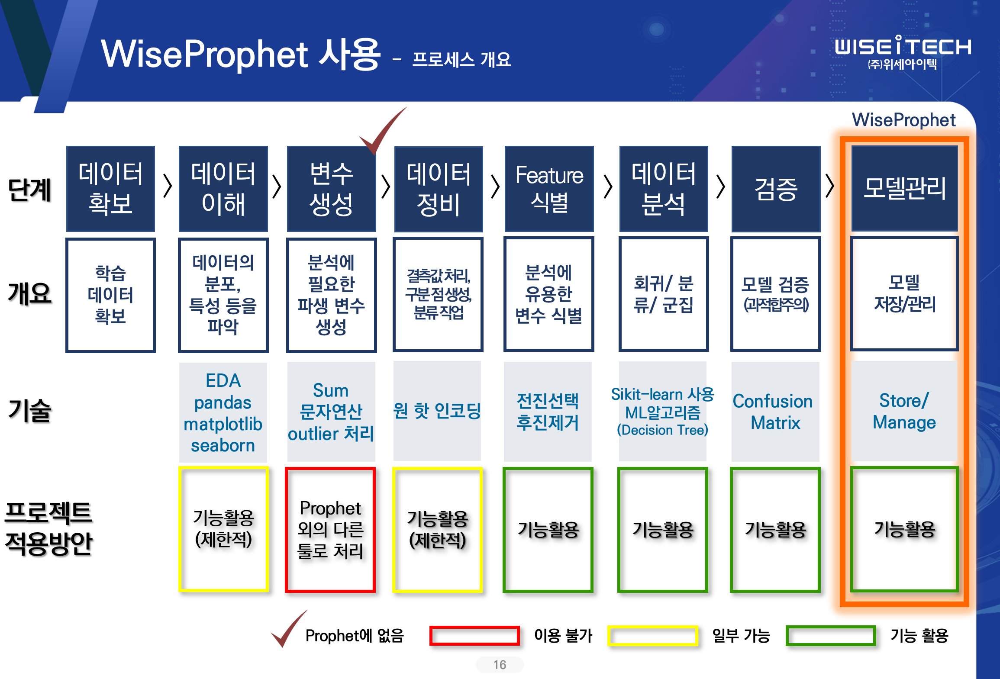 WiseProphet 사용 - 프로세스 개요
WISEiTECH
(주)위세아이텍
WiseProphet
단계
데이터
확보
〉
데이터
이해
〉
변수
생성
〉
데이터
정비
〉
Feature
식별
〉
데이터
분석
〉
검증
〉
모델관리
개요
학습
데이터
확보
데이터의
분포,
특성 등을
파악
분석에
필요한
파생 변수
생성
결측값 처리,
구분 점 생성,
분류 작업
분석에
유용한
변수 식별
회귀/ 분
류/ 군집
모델 검증
(과적합주의)
모델
저장/관리
기술
EDA
pandas
matplotlib
seaborn
Sum
문자연산
outlier 처리
원 핫 인코딩
전진선택
후진제거
Sikit-learn 사용
ML알고리즘
(Decision Tree)
Confusion
Matrix
Store/
Manage
프로젝트
적용방안
기능활용
(제한적)
Prophet
외의 다른
툴로 처리
기능활용
(제한적)
기능활용
기능활용
기능활용
기능활용
Prophet에 없음
이용 불가
일부 가능
기능 활용
16